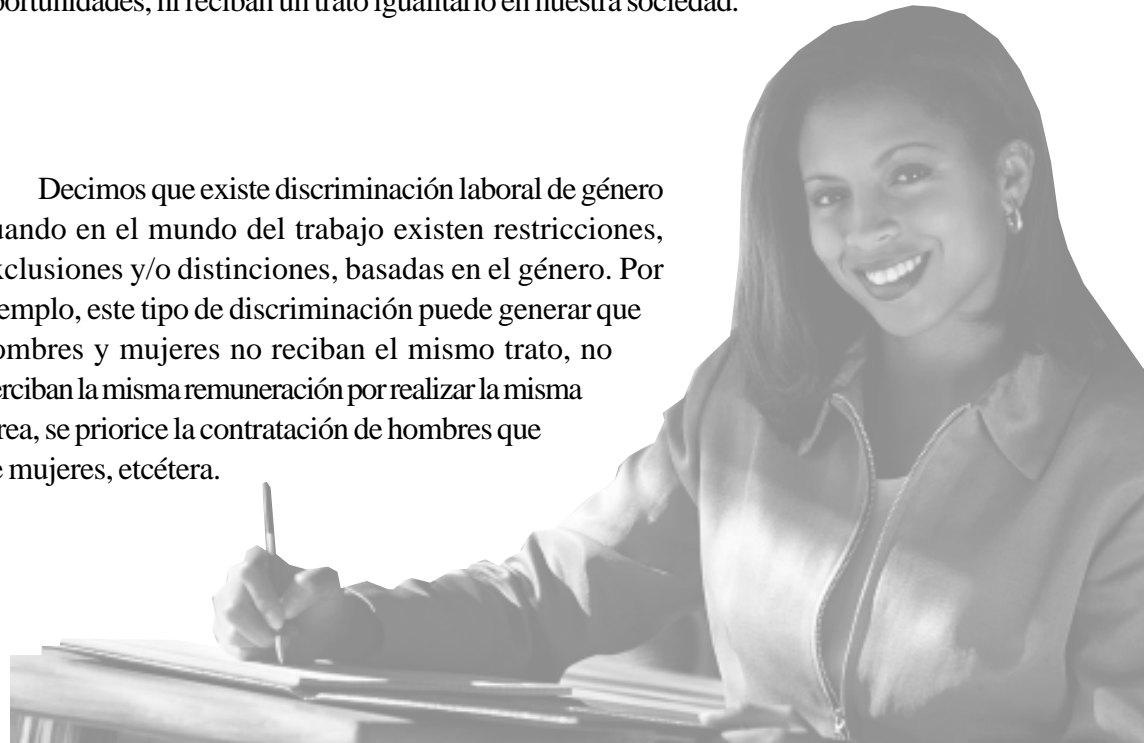 portunidades, ni reciban un trato igualitario en nuestra sociedad.
Decimos que existe discriminación laboral de género
uando en el mundo del trabajo existen restricciones,
xclusiones y/o distinciones, basadas en el género. Por
emplo, este tipo de discriminación puede generar que
ombres y mujeres no reciban el mismo trato, no
erciban la misma remuneración por realizar la misma
rea, se priorice la contratación de hombres que
e mujeres, etcétera.